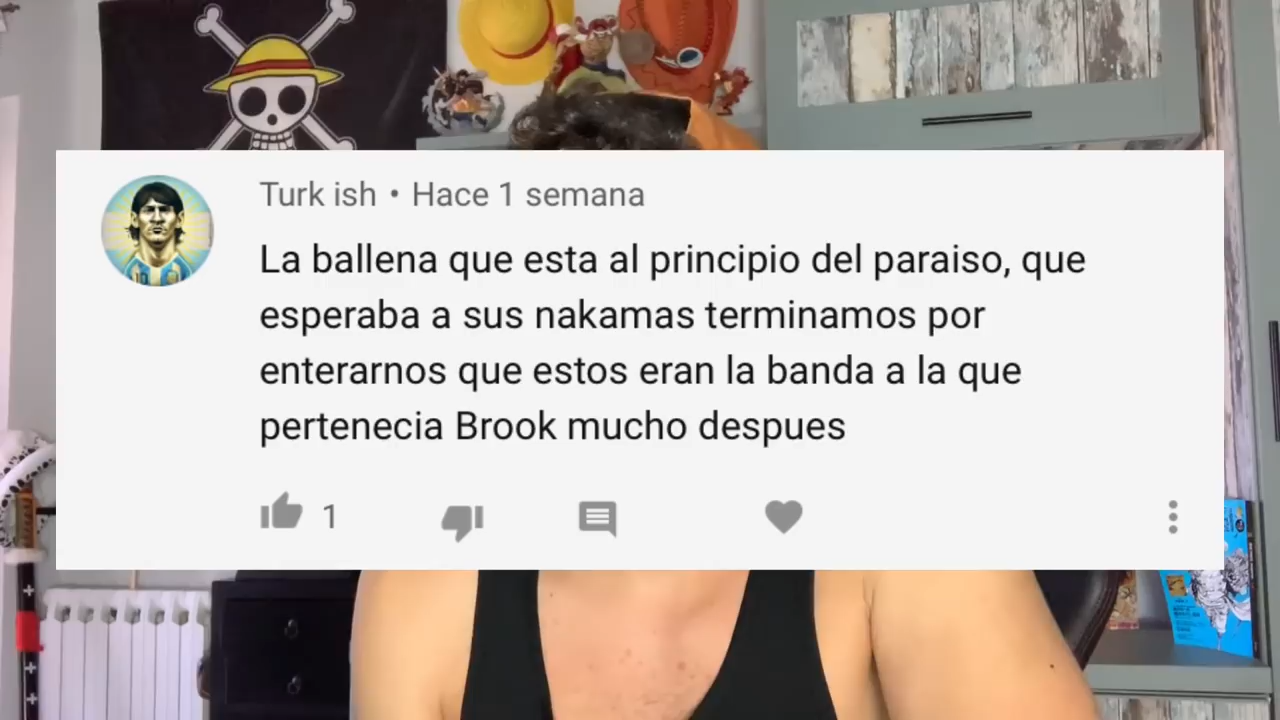 Turk ish • Hace 1 semana
La ballena que esta al principio del paraiso, que
esperaba a sus nakamas terminamos por
enterarnos que estos eran la banda a la que
pertenecia Brook mucho despues
1